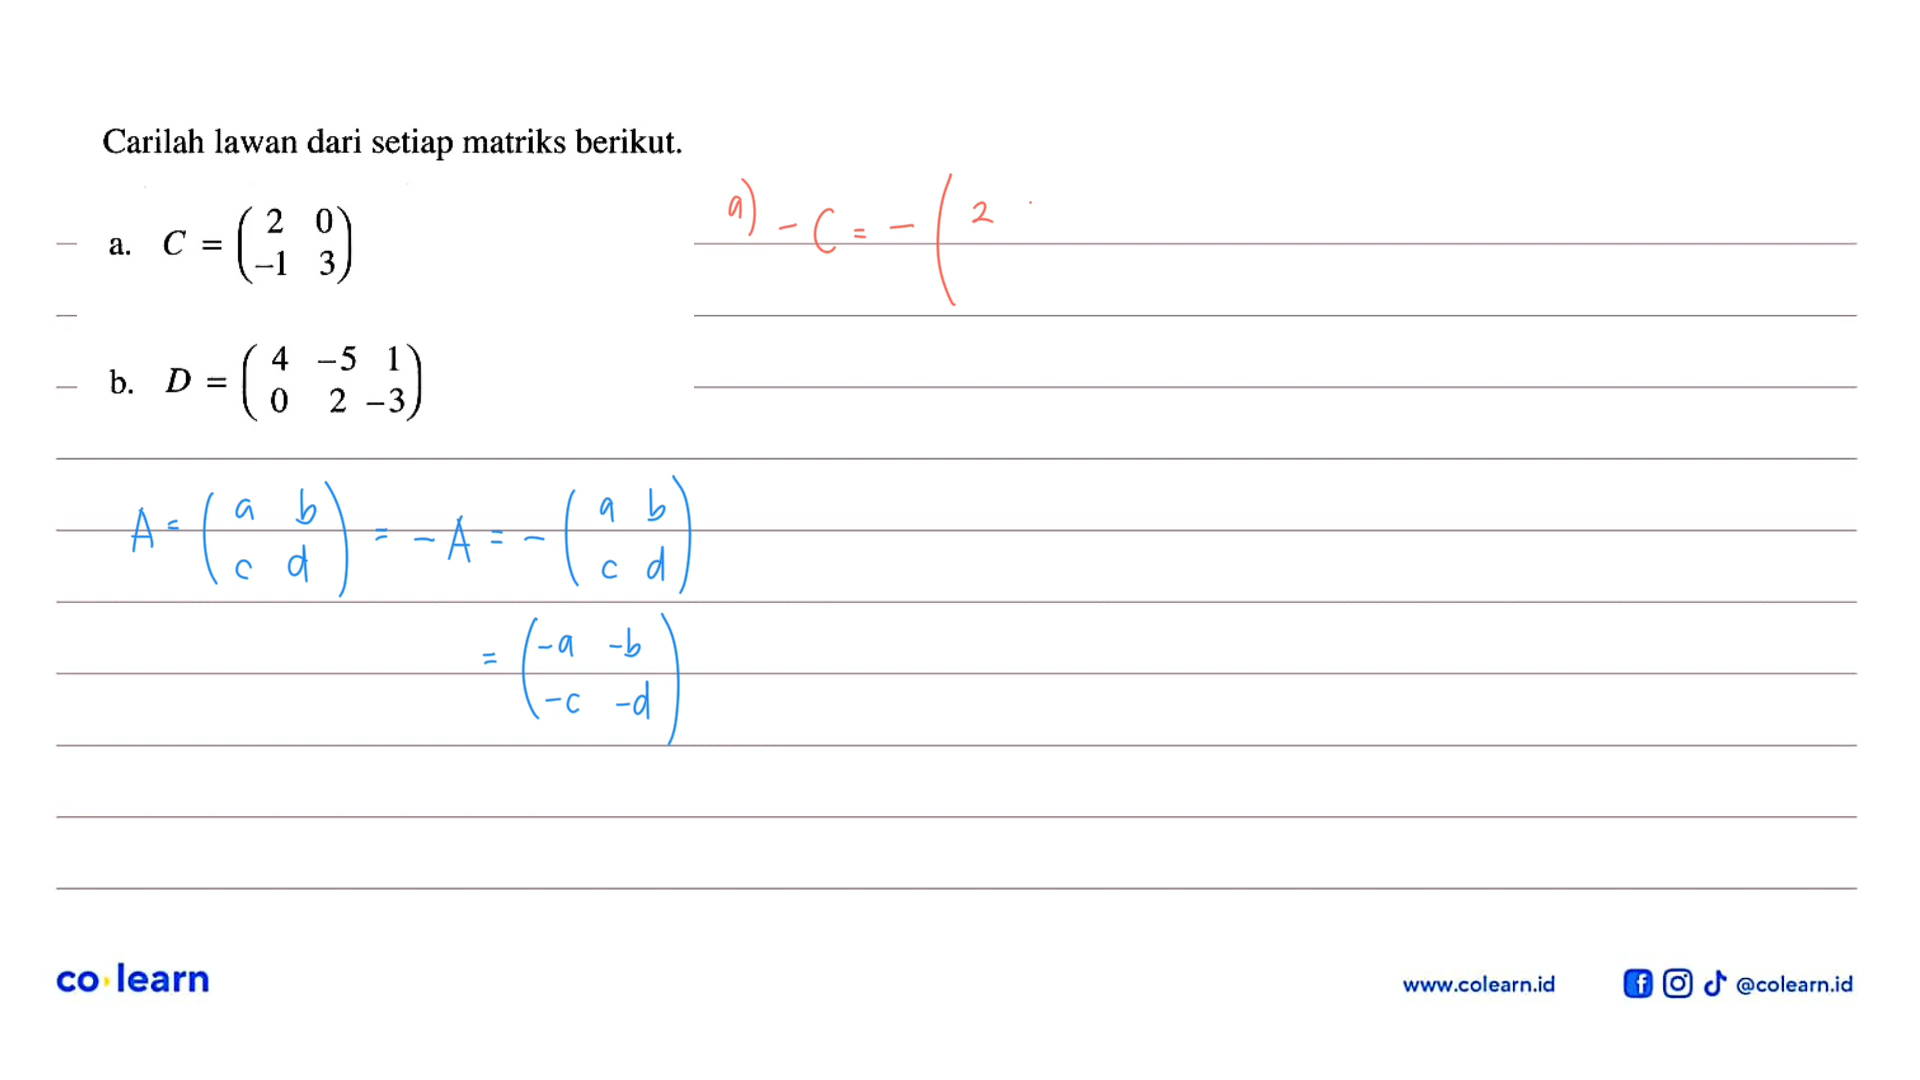 Carilah lawan dari setiap matriks berikut.
a. C = ( 2 0
-1 3 )
b. D = ( 4 -5 1
0 2 -3 )
a) - C = - ( 2
A = ( a b
c d ) = - A = - ( a b
c d )
= ( -a -b
-c -d )
co learn
www.colearn.id
@colearn.id